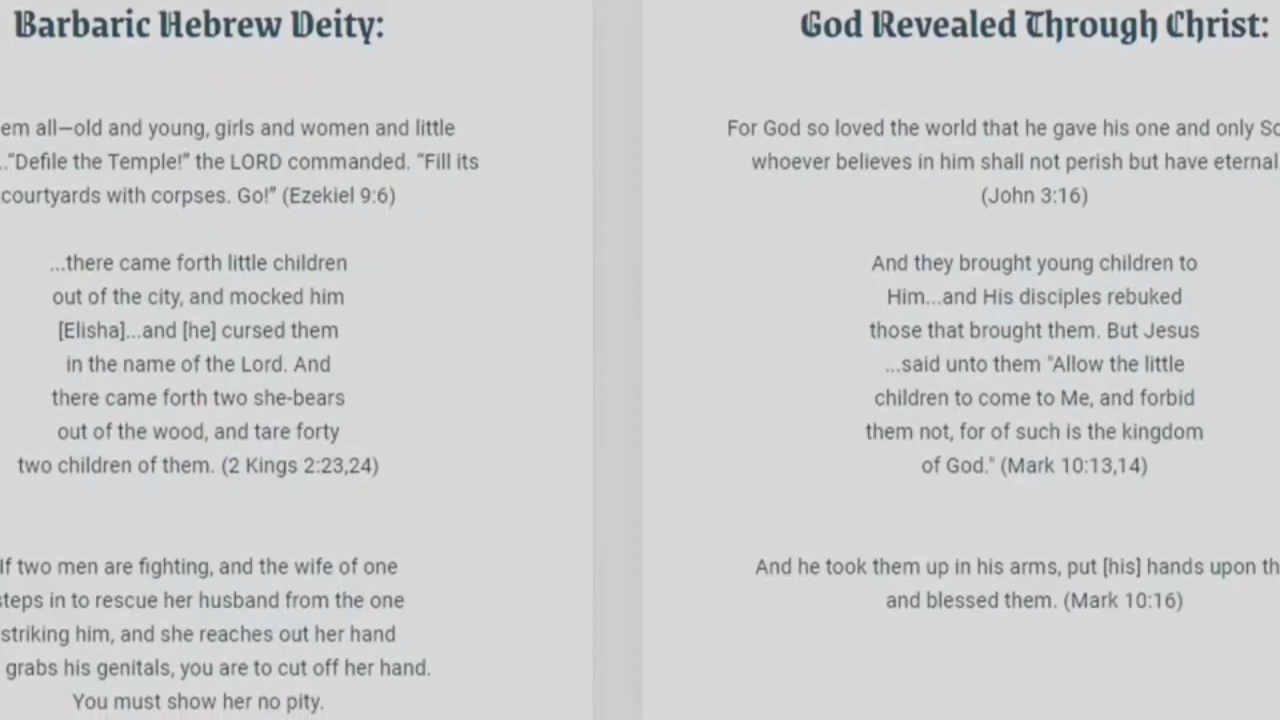 Barbaric Hebrew Deity:
em all—old and young, girls and women and little
..“Defile the Temple!” the LORD commanded. “Fill its
courtyards with corpses. Go!” (Ezekiel 9:6)
...there came forth little children
out of the city, and mocked him
[Elisha]...and [he] cursed them
in the name of the Lord. And
there came forth two she-bears
out of the wood, and tare forty
two children of them. (2 Kings 2:23,24)
If two men are fighting, and the wife of one
steps in to rescue her husband from the one
striking him, and she reaches out her hand
grabs his genitals, you are to cut off her hand.
You must show her no pity.
God Revealed Through Christ:
For God so loved the world that he gave his one and only So
whoever believes in him shall not perish but have eternal
(John 3:16)
And they brought young children to
Him...and His disciples rebuked
those that brought them. But Jesus
...said unto them "Allow the little
children to come to Me, and forbid
them not, for of such is the kingdom
of God." (Mark 10:13,14)
And he took them up in his arms, put [his] hands upon th
and blessed them. (Mark 10:16)